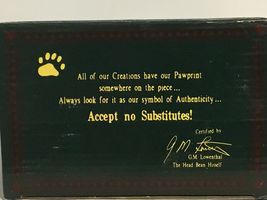 All of our Creations have our Pawprint
somewhere on the piece...
Always look for it as our symbol of Authenticity...
Accept no Substitutes!
Certified by
G.M. Lowenthal
G.M. Lowenthal
The Head Bean Hisself